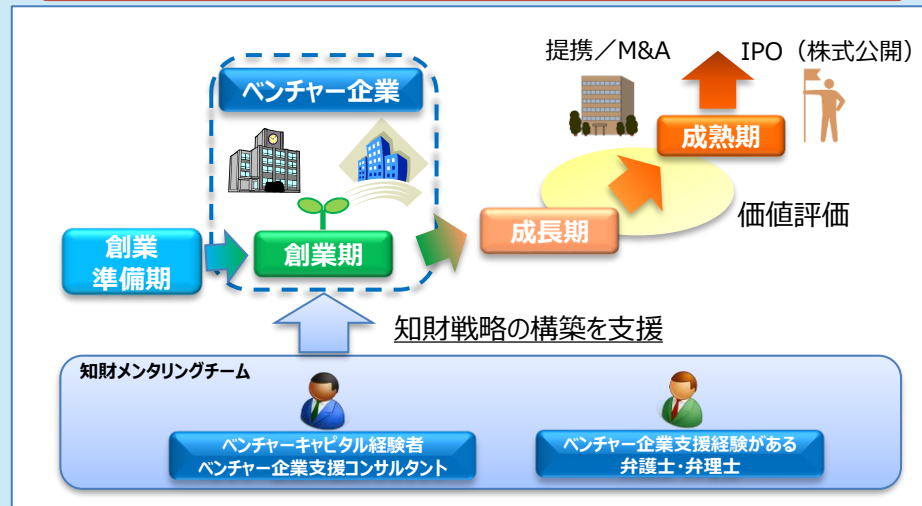 提携／M&A
IPO（株式公開）
ベンチャー企業
成熟期
価値評価
成長期
創業
準備期
創業期
知財戦略の構築を支援
知財メンタリングチーム
ベンチャーキャピタル経験者
ベンチャー企業支援コンサルタント
ベンチャー企業支援経験がある
弁護士・弁理士